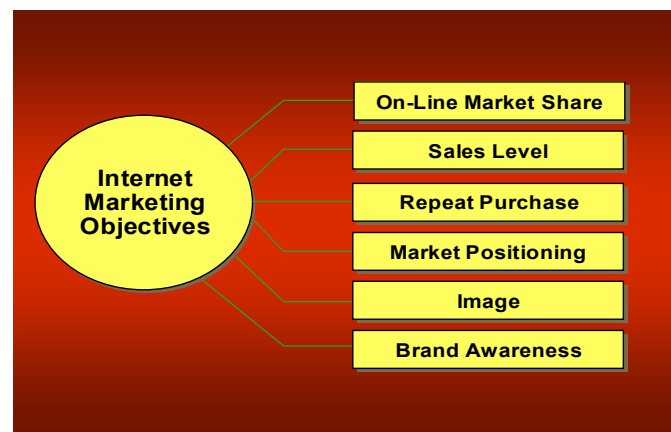 Internet
Marketing
Objectives
On-Line Market Share
Sales Level
Repeat Purchase
Market Positioning
Image
Brand Awareness